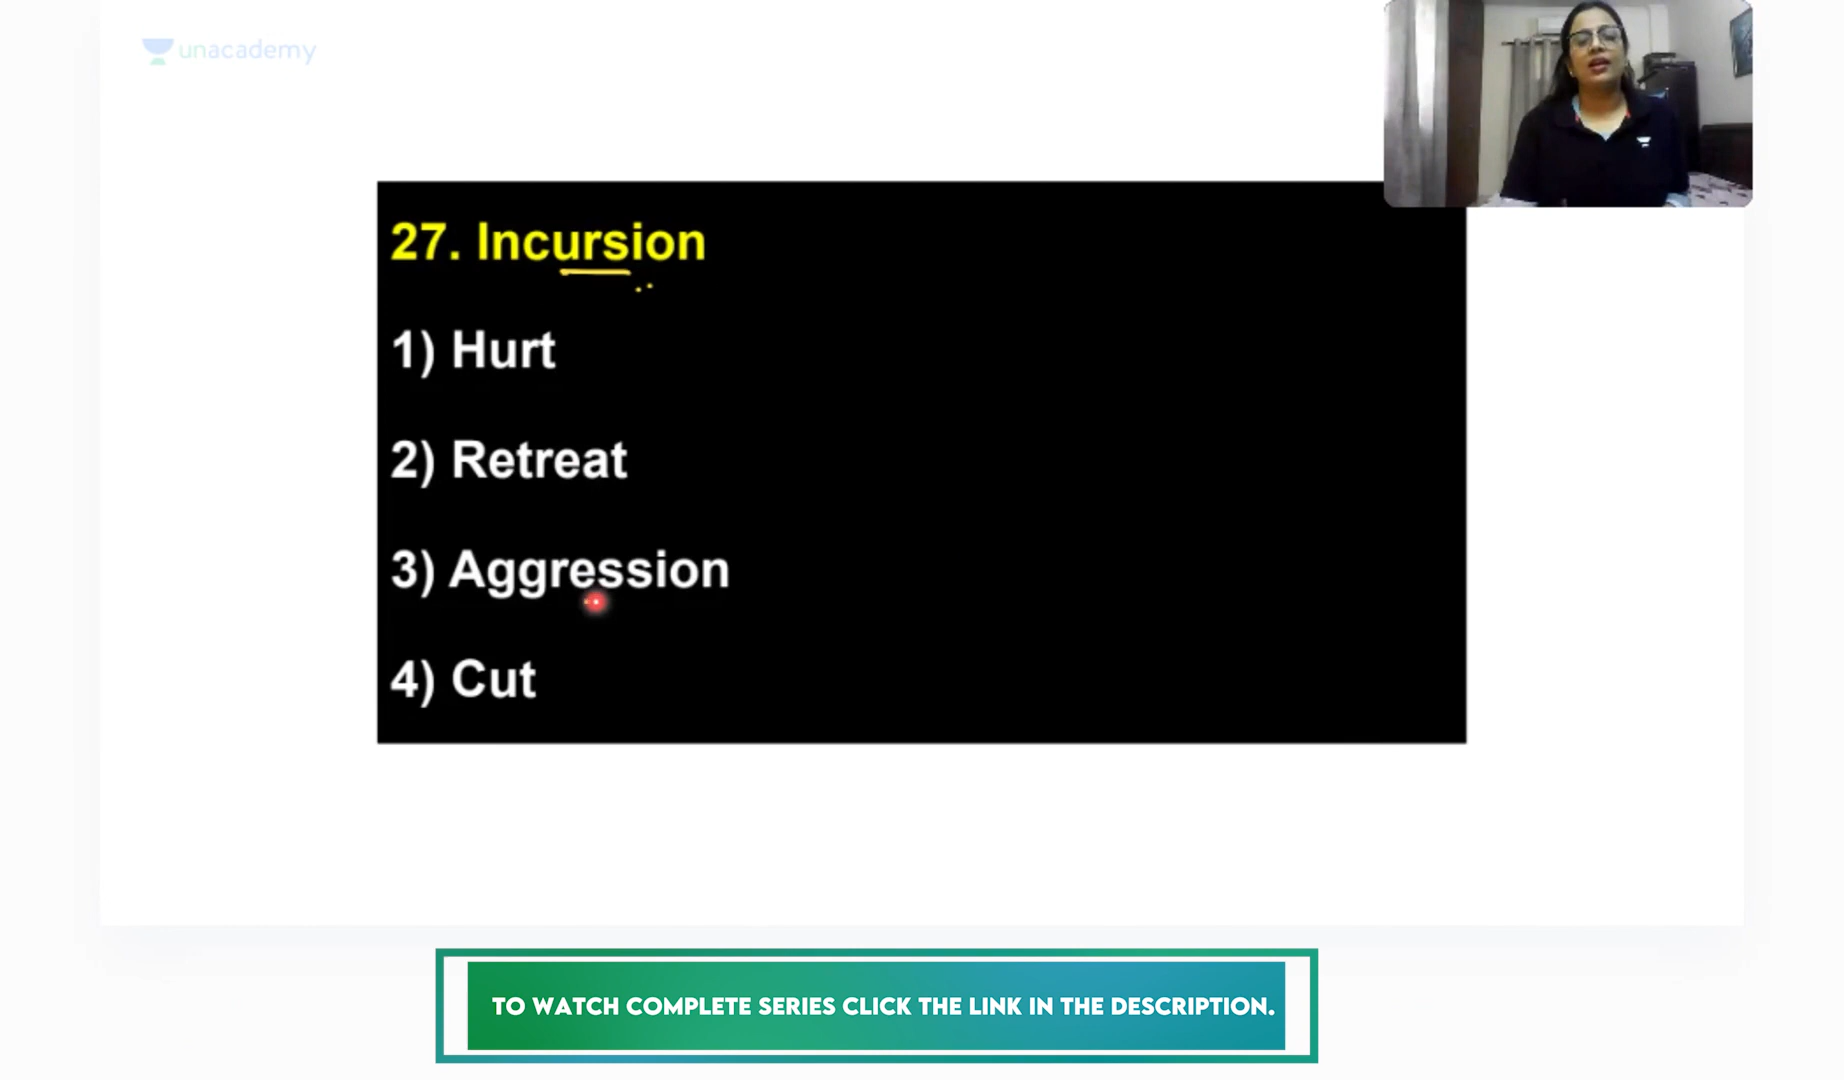 unacademy
27. Incursion
1) Hurt
2) Retreat
3) Aggression
4) Cut
TO WATCH COMPLETE SERIES CLICK THE LINK IN THE DESCRIPTION.